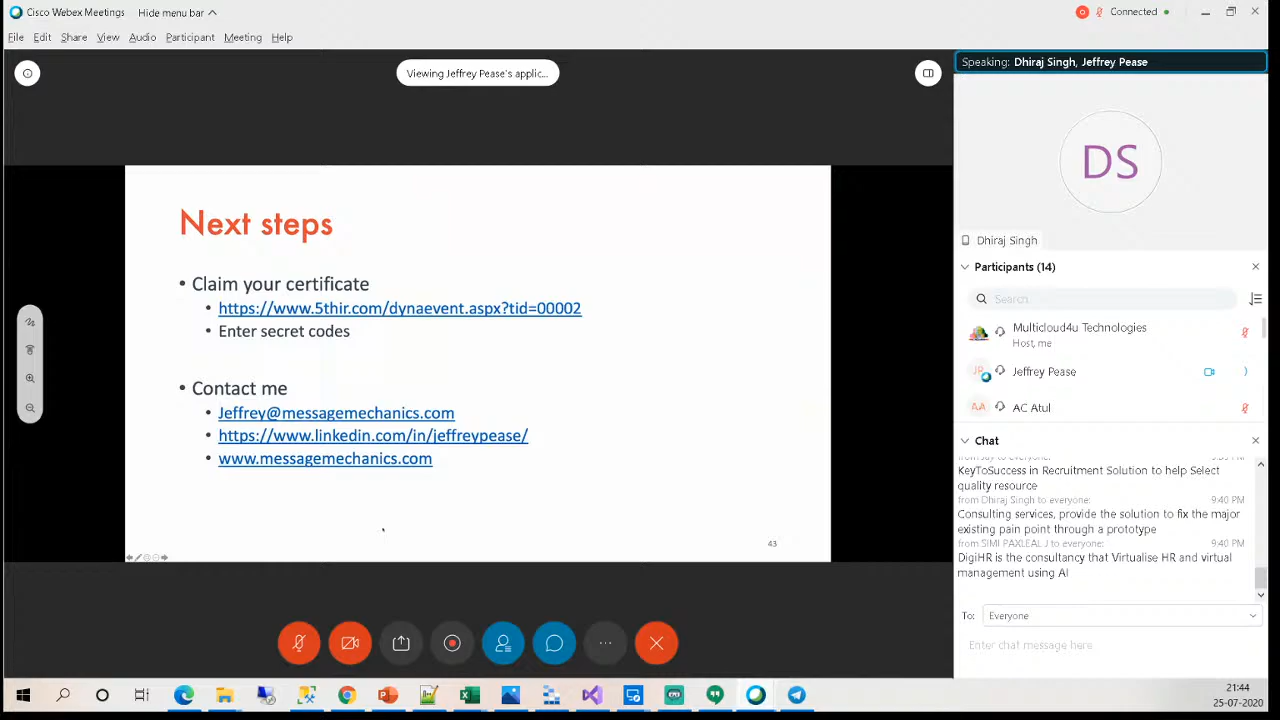 Cisco Webex Meetings
Hide menu bar
Connected
File Edit Share View Audio Participant Meeting Help
Viewing Jeffrey Pease's applic...
Speaking: Dhiraj Singh, Jeffrey Pease
DS
Dhiraj Singh
Next steps
• Claim your certificate
• https://www.5thir.com/dynaevent.aspx?tid=00002
• Enter secret codes
• Contact me
• Jeffrey@messagemechanics.com
• https://www.linkedin.com/in/jeffreypease/
• www.messagemechanics.com
43
Participants (14)
Search
Multicloud4u Technologies
Host, me
JP
Jeffrey Pease
AA
AC Atul
Chat
KeyToSuccess in Recruitment Solution to help Select
quality resource
from Dhiraj Singh to everyone: 9:40 PM
Consulting services, provide the solution to fix the major
existing pain point through a prototype
from SIMI PAXLEAL J to everyone: 9:40 PM
DigiHR is the consultancy that Virtualise HR and virtual
management using AI
To: Everyone
Enter chat message here
21:44
25-07-2020